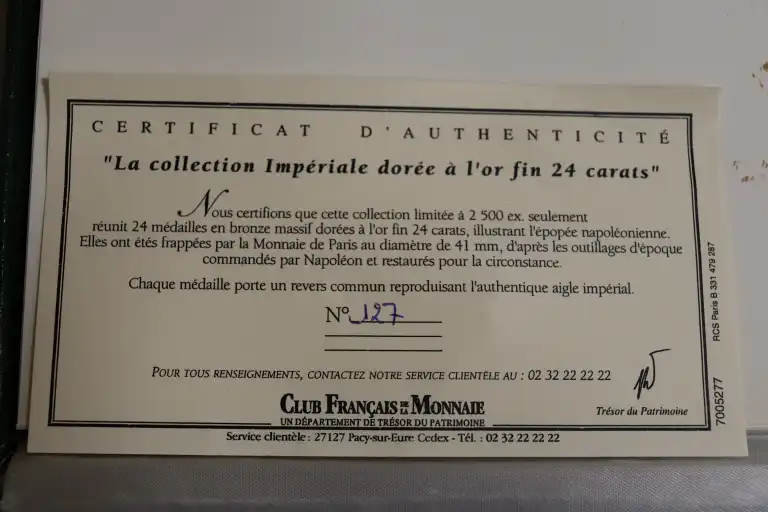 CERTIFICAT D'AUTHENTICITÉ
"La collection Impériale dorée à l'or fin 24 carats"
Nous certifions que cette collection limitée à 2 500 ex. seulement
réunit 24 médailles en bronze massif dorées à l'or fin 24 carats, illustrant l'épopée napoléonienne.
Elles ont étés frappées par la Monnaie de Paris au diamètre de 41 mm, d'après les outillages d'époque
commandés par Napoléon et restaurés pour la circonstance.
Chaque médaille porte un revers commun reproduisant l'authentique aigle impérial.
N° 127
POUR TOUS RENSEIGNEMENTS, CONTACTEZ NOTRE SERVICE CLIENTÈLE AU : 02 32 22 22 22
Trésor du Patrimoine
CLUB FRANÇAIS DE LA MONNAIE
UN DÉPARTEMENT DE TRÉSOR DU PATRIMOINE
Service clientèle : 27127 Pacy-sur-Eure Cedex - Tél. : 02 32 22 22 22
7005277
RCS Paris B 331 479 287